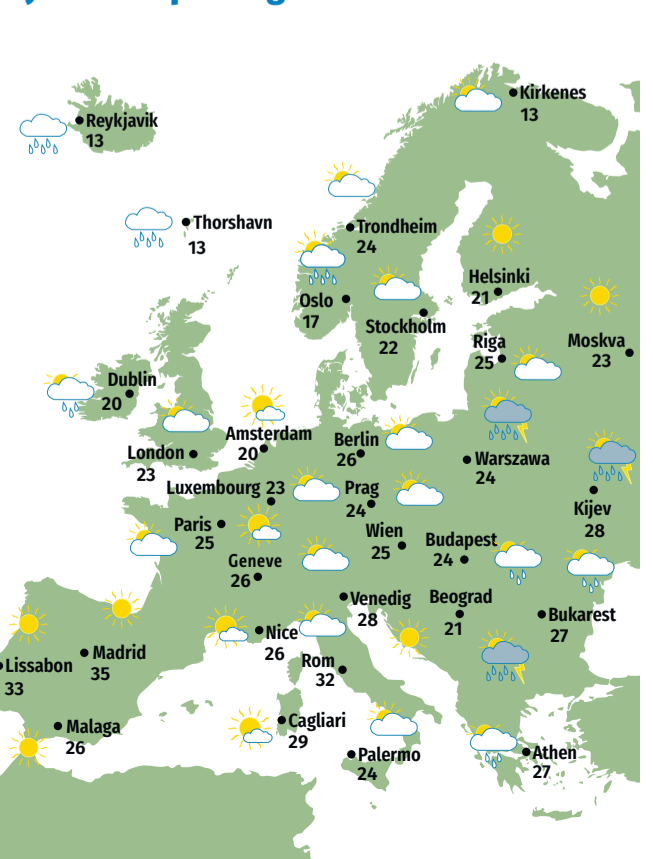 Kirkenes
13
Reykjavik
13
Thorshavn
13
Trondheim
24
Helsinki
21
Oslo
17
Stockholm
22
Riga
25
Moskva
23
Dublin
20
Amsterdam
20
Berlin
26
London
23
Warszawa
24
Luxembourg 23
Prag
24
Kijev
28
Paris
25
Wien
25
Budapest
24
Geneve
26
Venedig
28
Beograd
21
Bukarest
27
Nice
26
Madrid
35
Lissabon
33
Rom
32
Malaga
26
Cagliari
29
Palermo
24
Athen
27